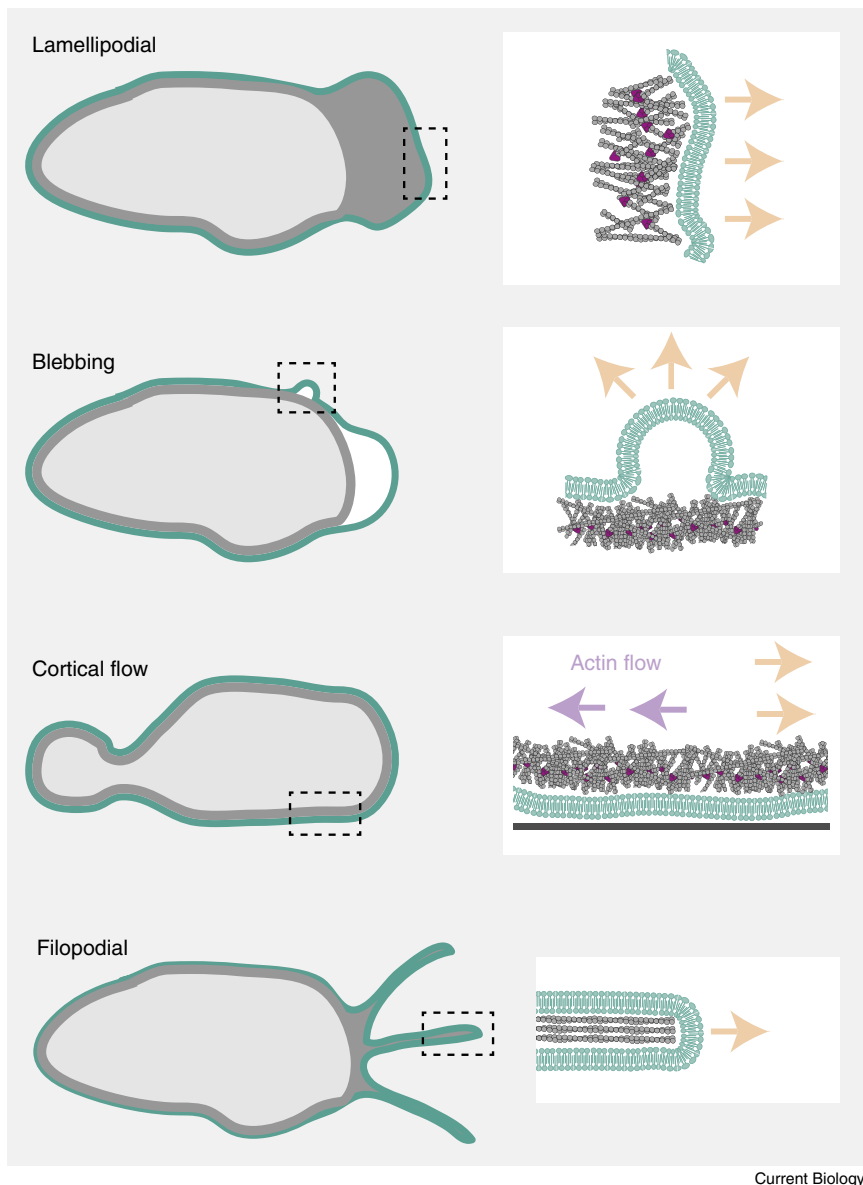 Lamellipodial
Blebbing
Cortical flow
Actin flow
Filopodial
Current Biology